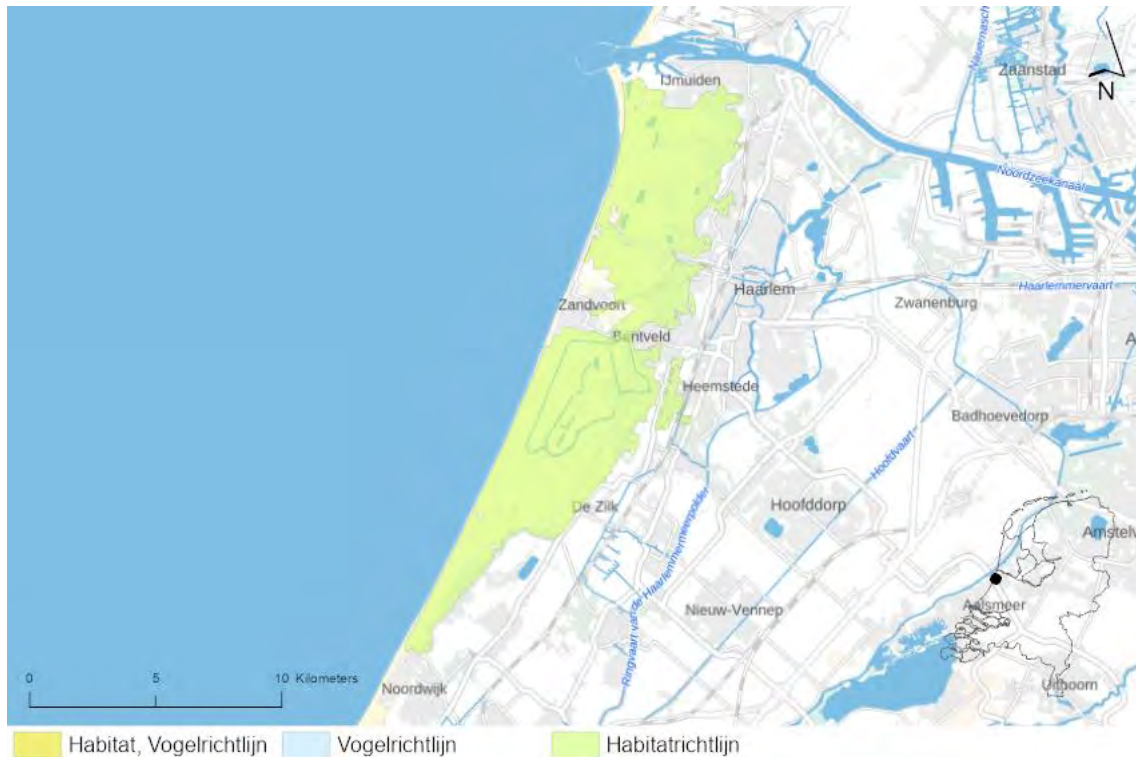 Nauernasch
Zaanstad
IJmuiden
N
Noordzeekanaal
Haarlem
Haarlemmervaart
Zwanenburg
Zandvoort
Bentveld
A
Heemstede
Badhoevedorp
Hoofdvaart
Hoofddorp
De Zilk
Amstelv
Ringvaart van de Haarlemmermeerpolder
Nieuw-Vennep
Aalsmeer
Noordwijk
Uithoorn
0 5 10 Kilometers
Habitat, Vogelrichtlijn Vogelrichtlijn Habitatrichtlijn